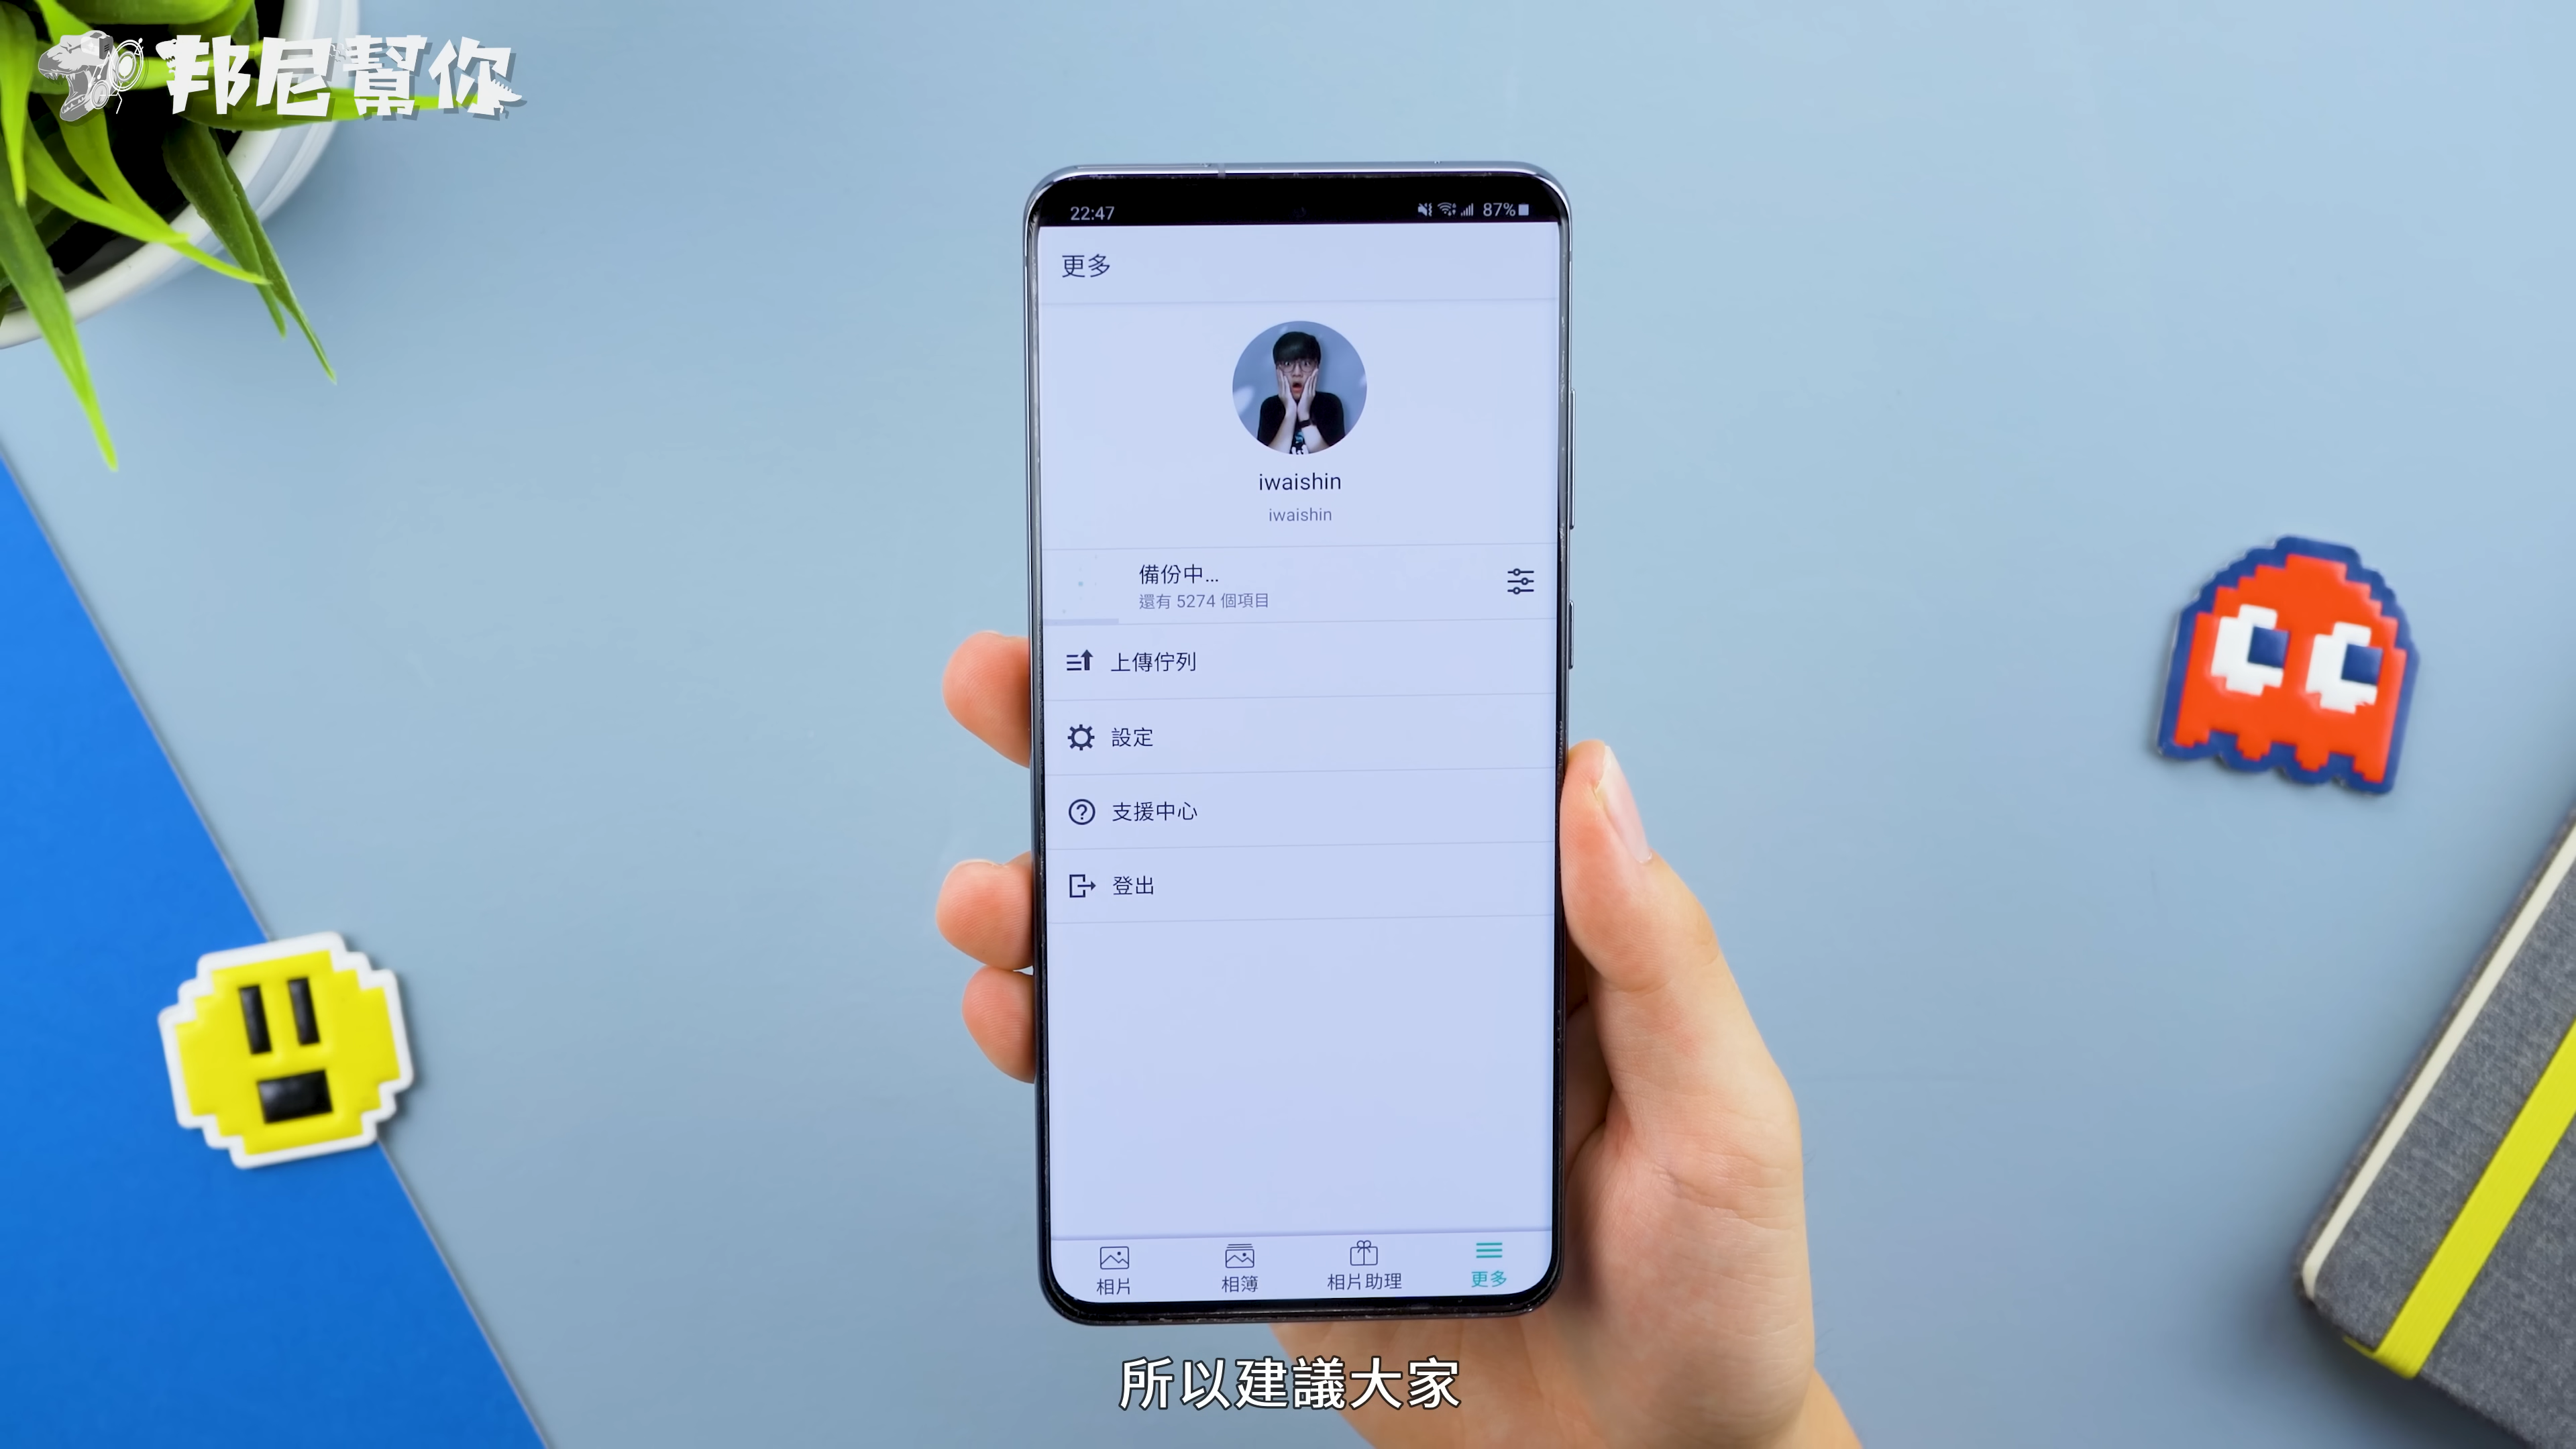 邦尼幫你
22:47
87%
更多
iwaishin
iwaishin
備份中...
還有 5274 個項目
上傳佇列
設定
支援中心
登出
相片
相簿
相片助理
更多
所以建議大家